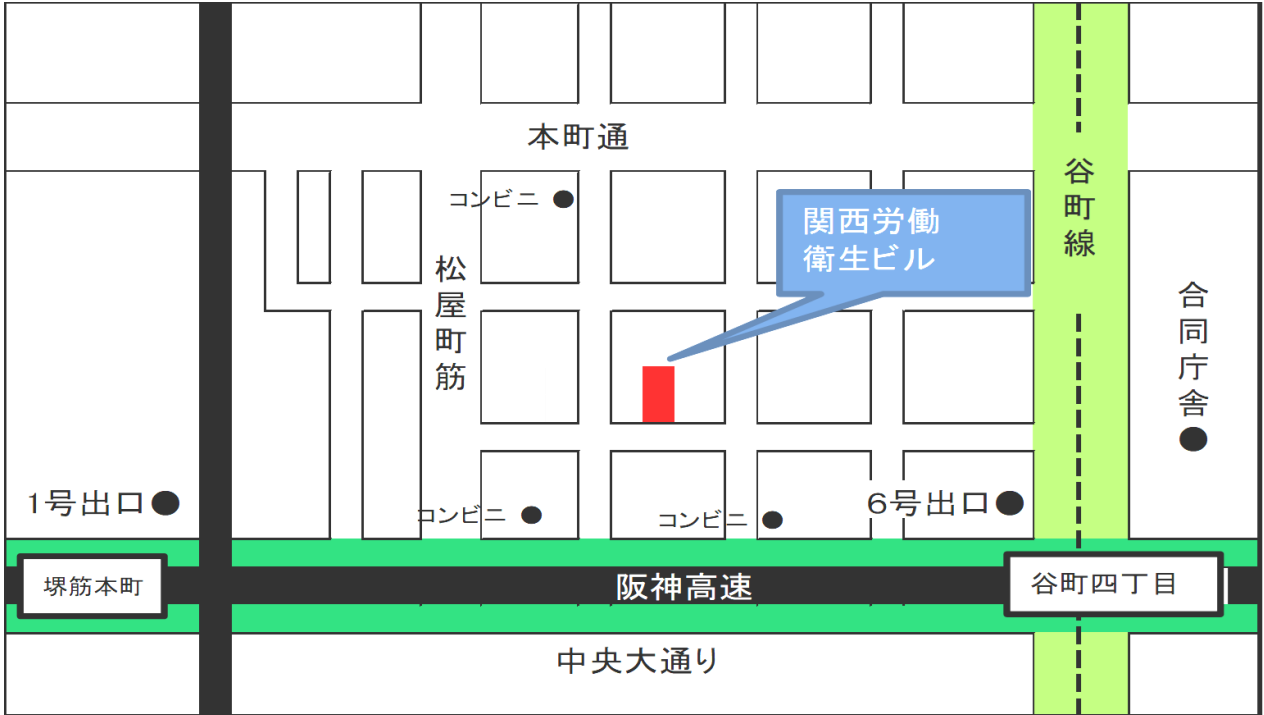 本町通
コンビニ
谷町線
関西労働
衛生ビル
松屋町筋
合同庁舎
1号出口
コンビニ
コンビニ
6号出口
堺筋本町
阪神高速
谷町四丁目
中央大通り